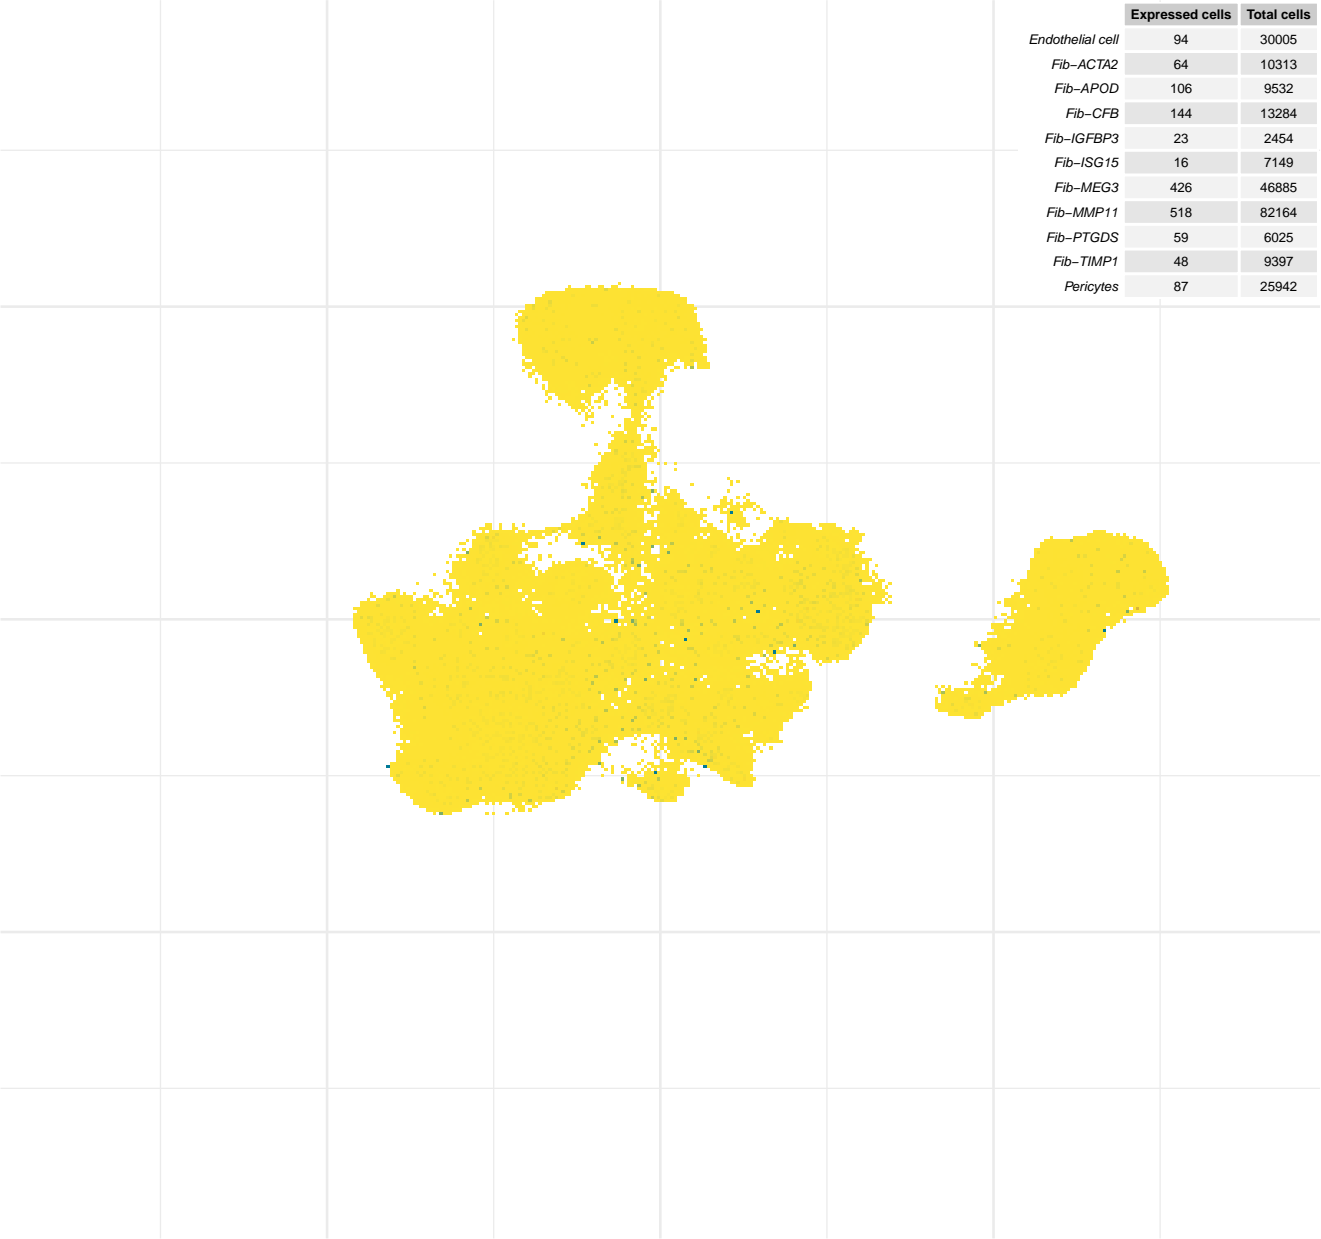 Expressed cells Total cells
Endothelial cell 94 30005
Fib−ACTA2 64 10313
Fib−APOD 106 9532
Fib−CFB 144 13284
Fib−IGFBP3 23 2454
Fib−ISG15 16 7149
Fib−MEG3 426 46885
Fib−MMP11 518 82164
Fib−PTGDS 59 6025
Fib−TIMP1 48 9397
Pericytes 87 25942